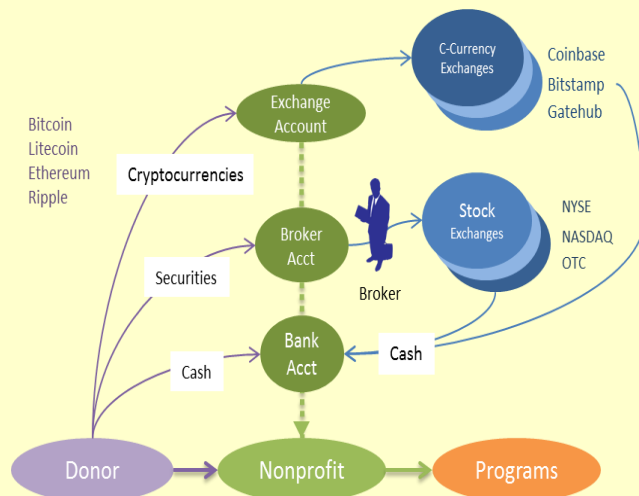 C-Currency
Exchanges
Coinbase
Bitstamp
Gatehub
Exchange
Account
Bitcoin
Litecoin
Ethereum
Ripple
Cryptocurrencies
Stock
Exchanges
NYSE
NASDAQ
OTC
Broker
Acct
Securities
Broker
Bank
Acct
Cash
Cash
Donor
Nonprofit
Programs